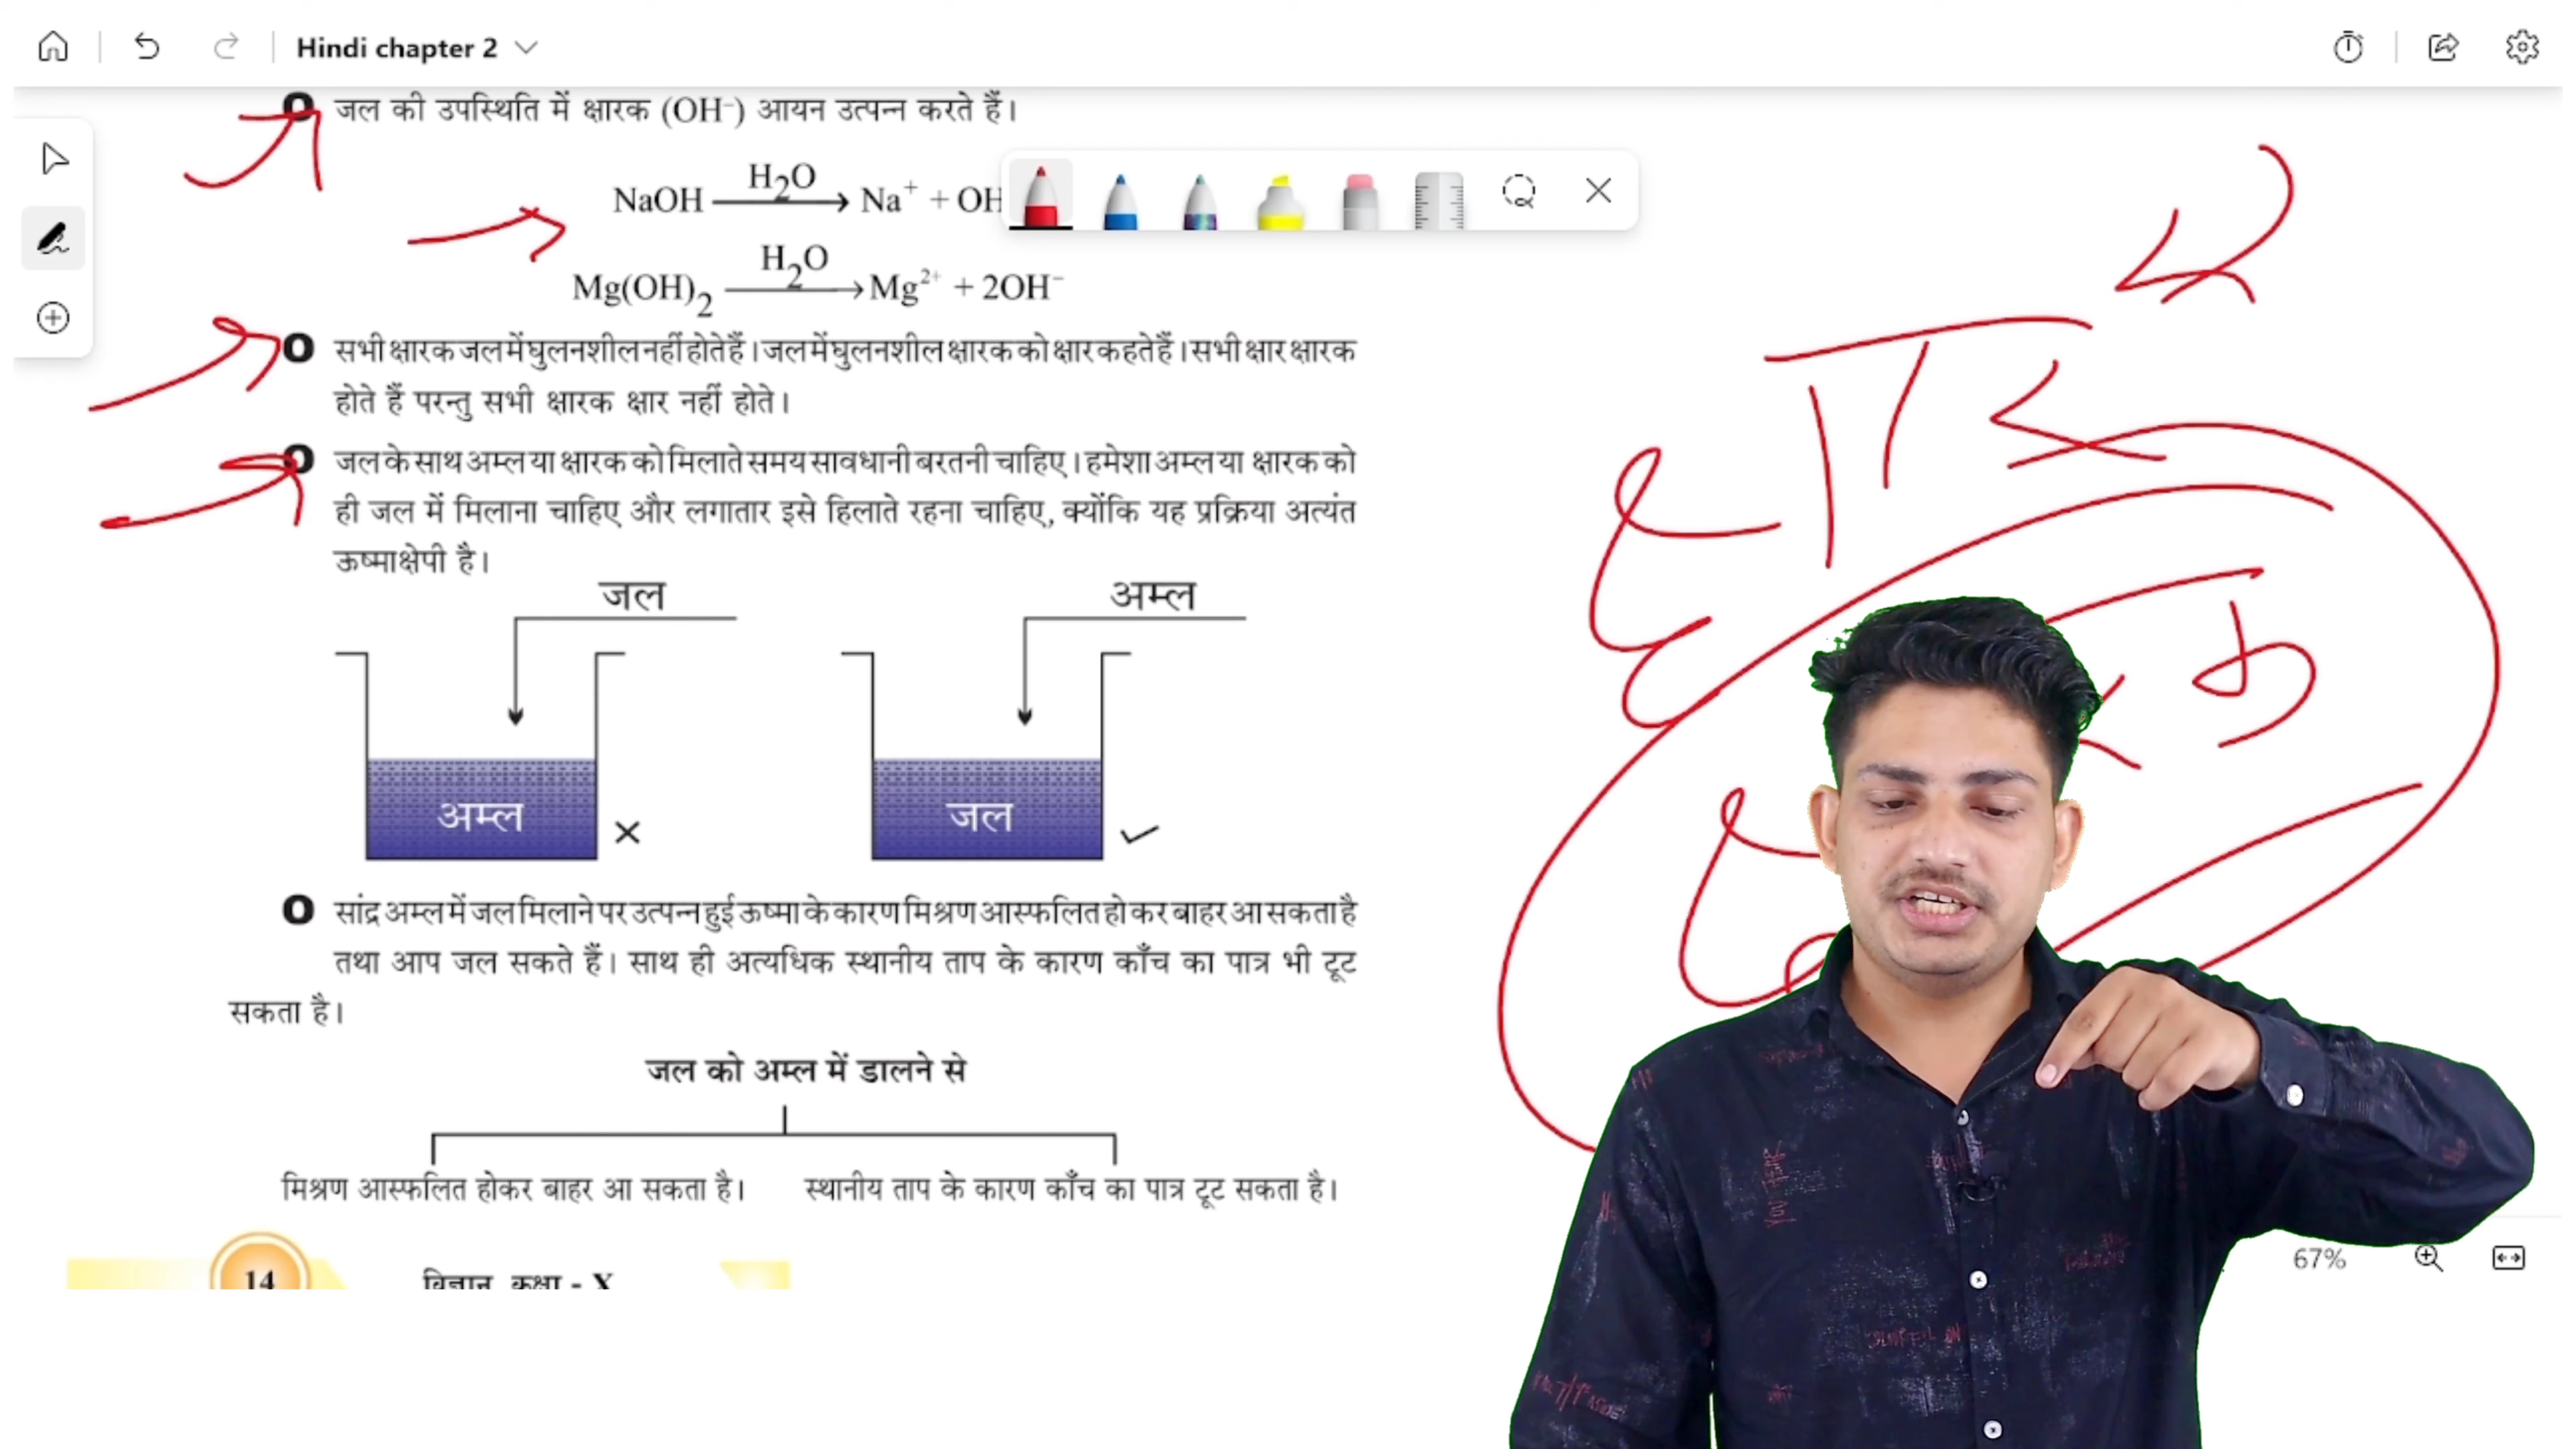 Hindi chapter 2
जल की उपस्थिति में क्षारक (OH⁻) आयन उत्पन्न करते हैं।
NaOH —H₂O→ Na⁺ + OH
Mg(OH)₂ —H₂O→ Mg²⁺ + 2OH⁻
सभी क्षारक जल में घुलनशील नहीं होते हैं। जल में घुलनशील क्षारक को क्षार कहते हैं। सभी क्षार क्षारक
होते हैं परन्तु सभी क्षारक क्षार नहीं होते।
जल के साथ अम्ल या क्षारक को मिलाते समय सावधानी बरतनी चाहिए। हमेशा अम्ल या क्षारक को
ही जल में मिलाना चाहिए और लगातार इसे हिलाते रहना चाहिए, क्योंकि यह प्रक्रिया अत्यंत
ऊष्माक्षेपी है।
जल
अम्ल
अम्ल ×
जल ✓
सांद्र अम्ल में जल मिलाने पर उत्पन्न हुई ऊष्मा के कारण मिश्रण आस्फलित हो कर बाहर आ सकता है
तथा आप जल सकते हैं। साथ ही अत्यधिक स्थानीय ताप के कारण काँच का पात्र भी टूट
सकता है।
जल को अम्ल में डालने से
मिश्रण आस्फलित होकर बाहर आ सकता है।
स्थानीय ताप के कारण काँच का पात्र टूट सकता है।
14
विज्ञान, कक्षा - X
67%